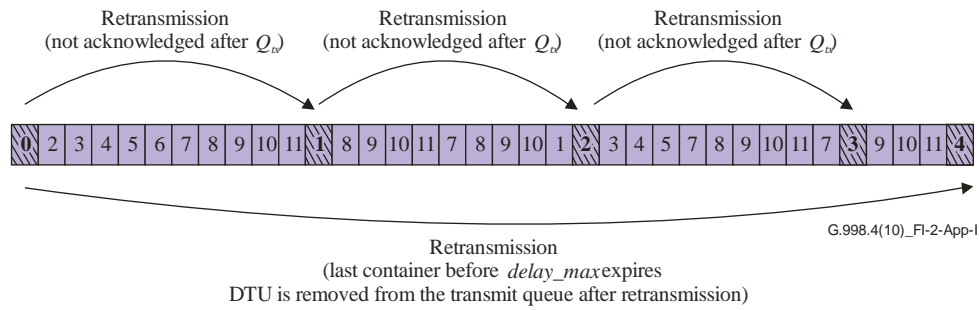 Retransmission
(not acknowledged after Q_tx)
Retransmission
(not acknowledged after Q_tx)
Retransmission
(not acknowledged after Q_tx)
0 2 3 4 5 6 7 8 9 10 11 1 8 9 10 11 7 8 9 10 1 2 3 4 5 7 8 9 10 11 7 3 9 10 11 4
G.998.4(10)_FI-2-App-I
Retransmission
(last container before delay_max expires
DTU is removed from the transmit queue after retransmission)